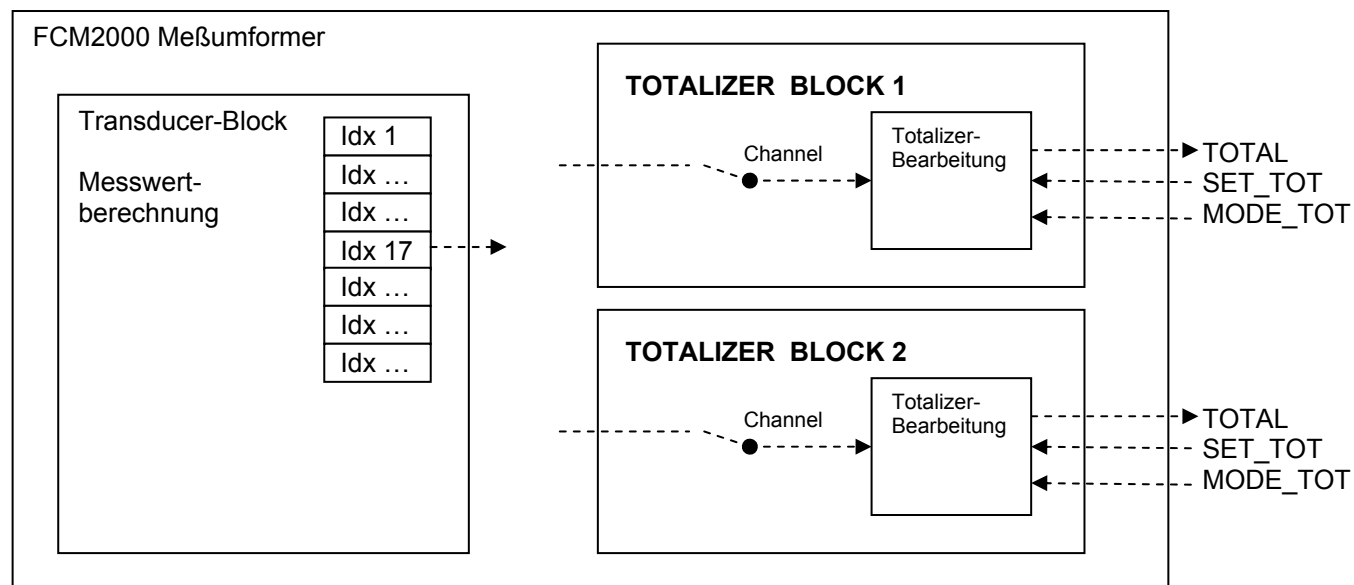 FCM2000 Meßumformer
Transducer-Block
Messwert-
berechnung
Idx 1
Idx …
Idx …
Idx 17
Idx …
Idx …
Idx …
TOTALIZER BLOCK 1
Channel
Totalizer-
Bearbeitung
TOTAL
SET_TOT
MODE_TOT
TOTALIZER BLOCK 2
Channel
Totalizer-
Bearbeitung
TOTAL
SET_TOT
MODE_TOT